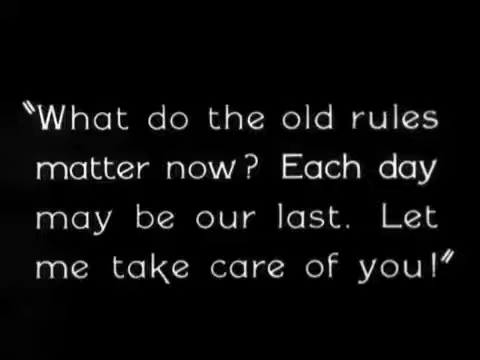 "What do the old rules
matter now? Each day
may be our last. Let
me take care of you!"